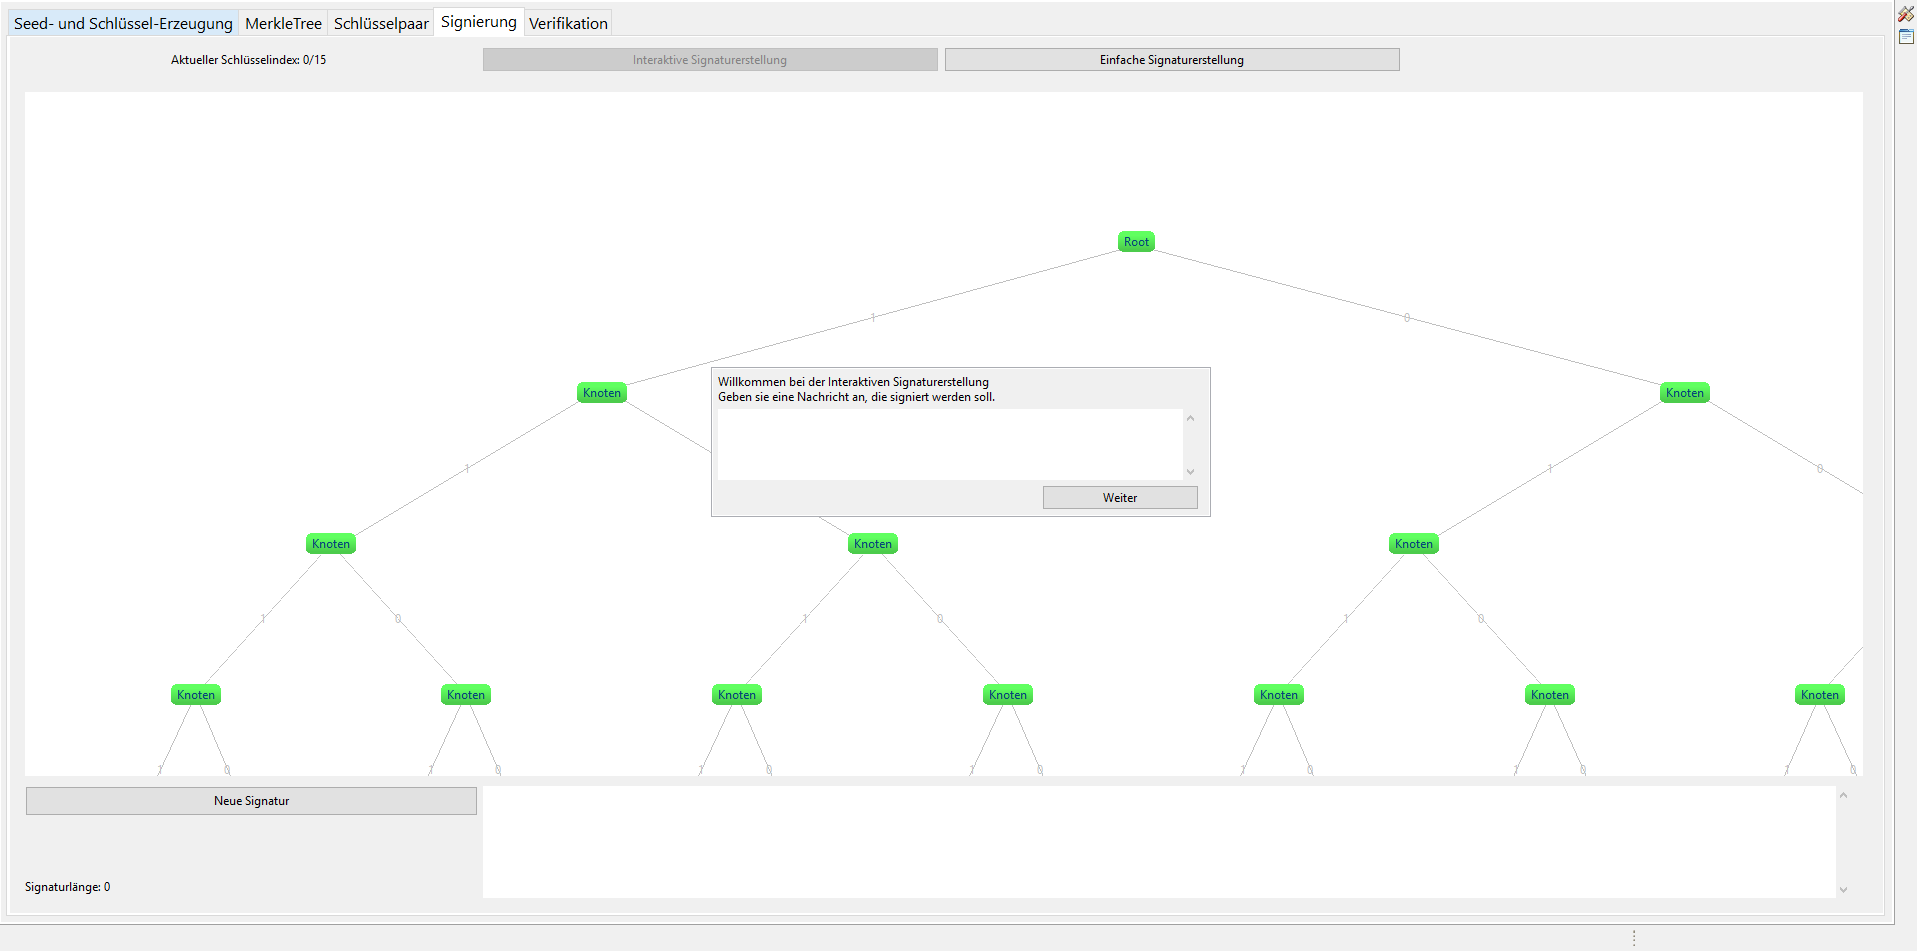 Seed- und Schlüssel-Erzeugung MerkleTree Schlüsselpaar Signierung Verifikation
Aktueller Schlüsselindex: 0/15 Interaktive Signaturerstellung Einfache Signaturerstellung
Root
1 0
Willkommen bei der Interaktiven Signaturerstellung
Geben sie eine Nachricht an, die signiert werden soll.
Knoten Knoten
1 1 0
Weiter
Knoten Knoten Knoten
1 0 1 0 1 0
Knoten Knoten Knoten Knoten Knoten Knoten Knoten
1 0 1 0 1 0 1 0 1 0 1 0 1 0
Neue Signatur
Signaturlänge: 0